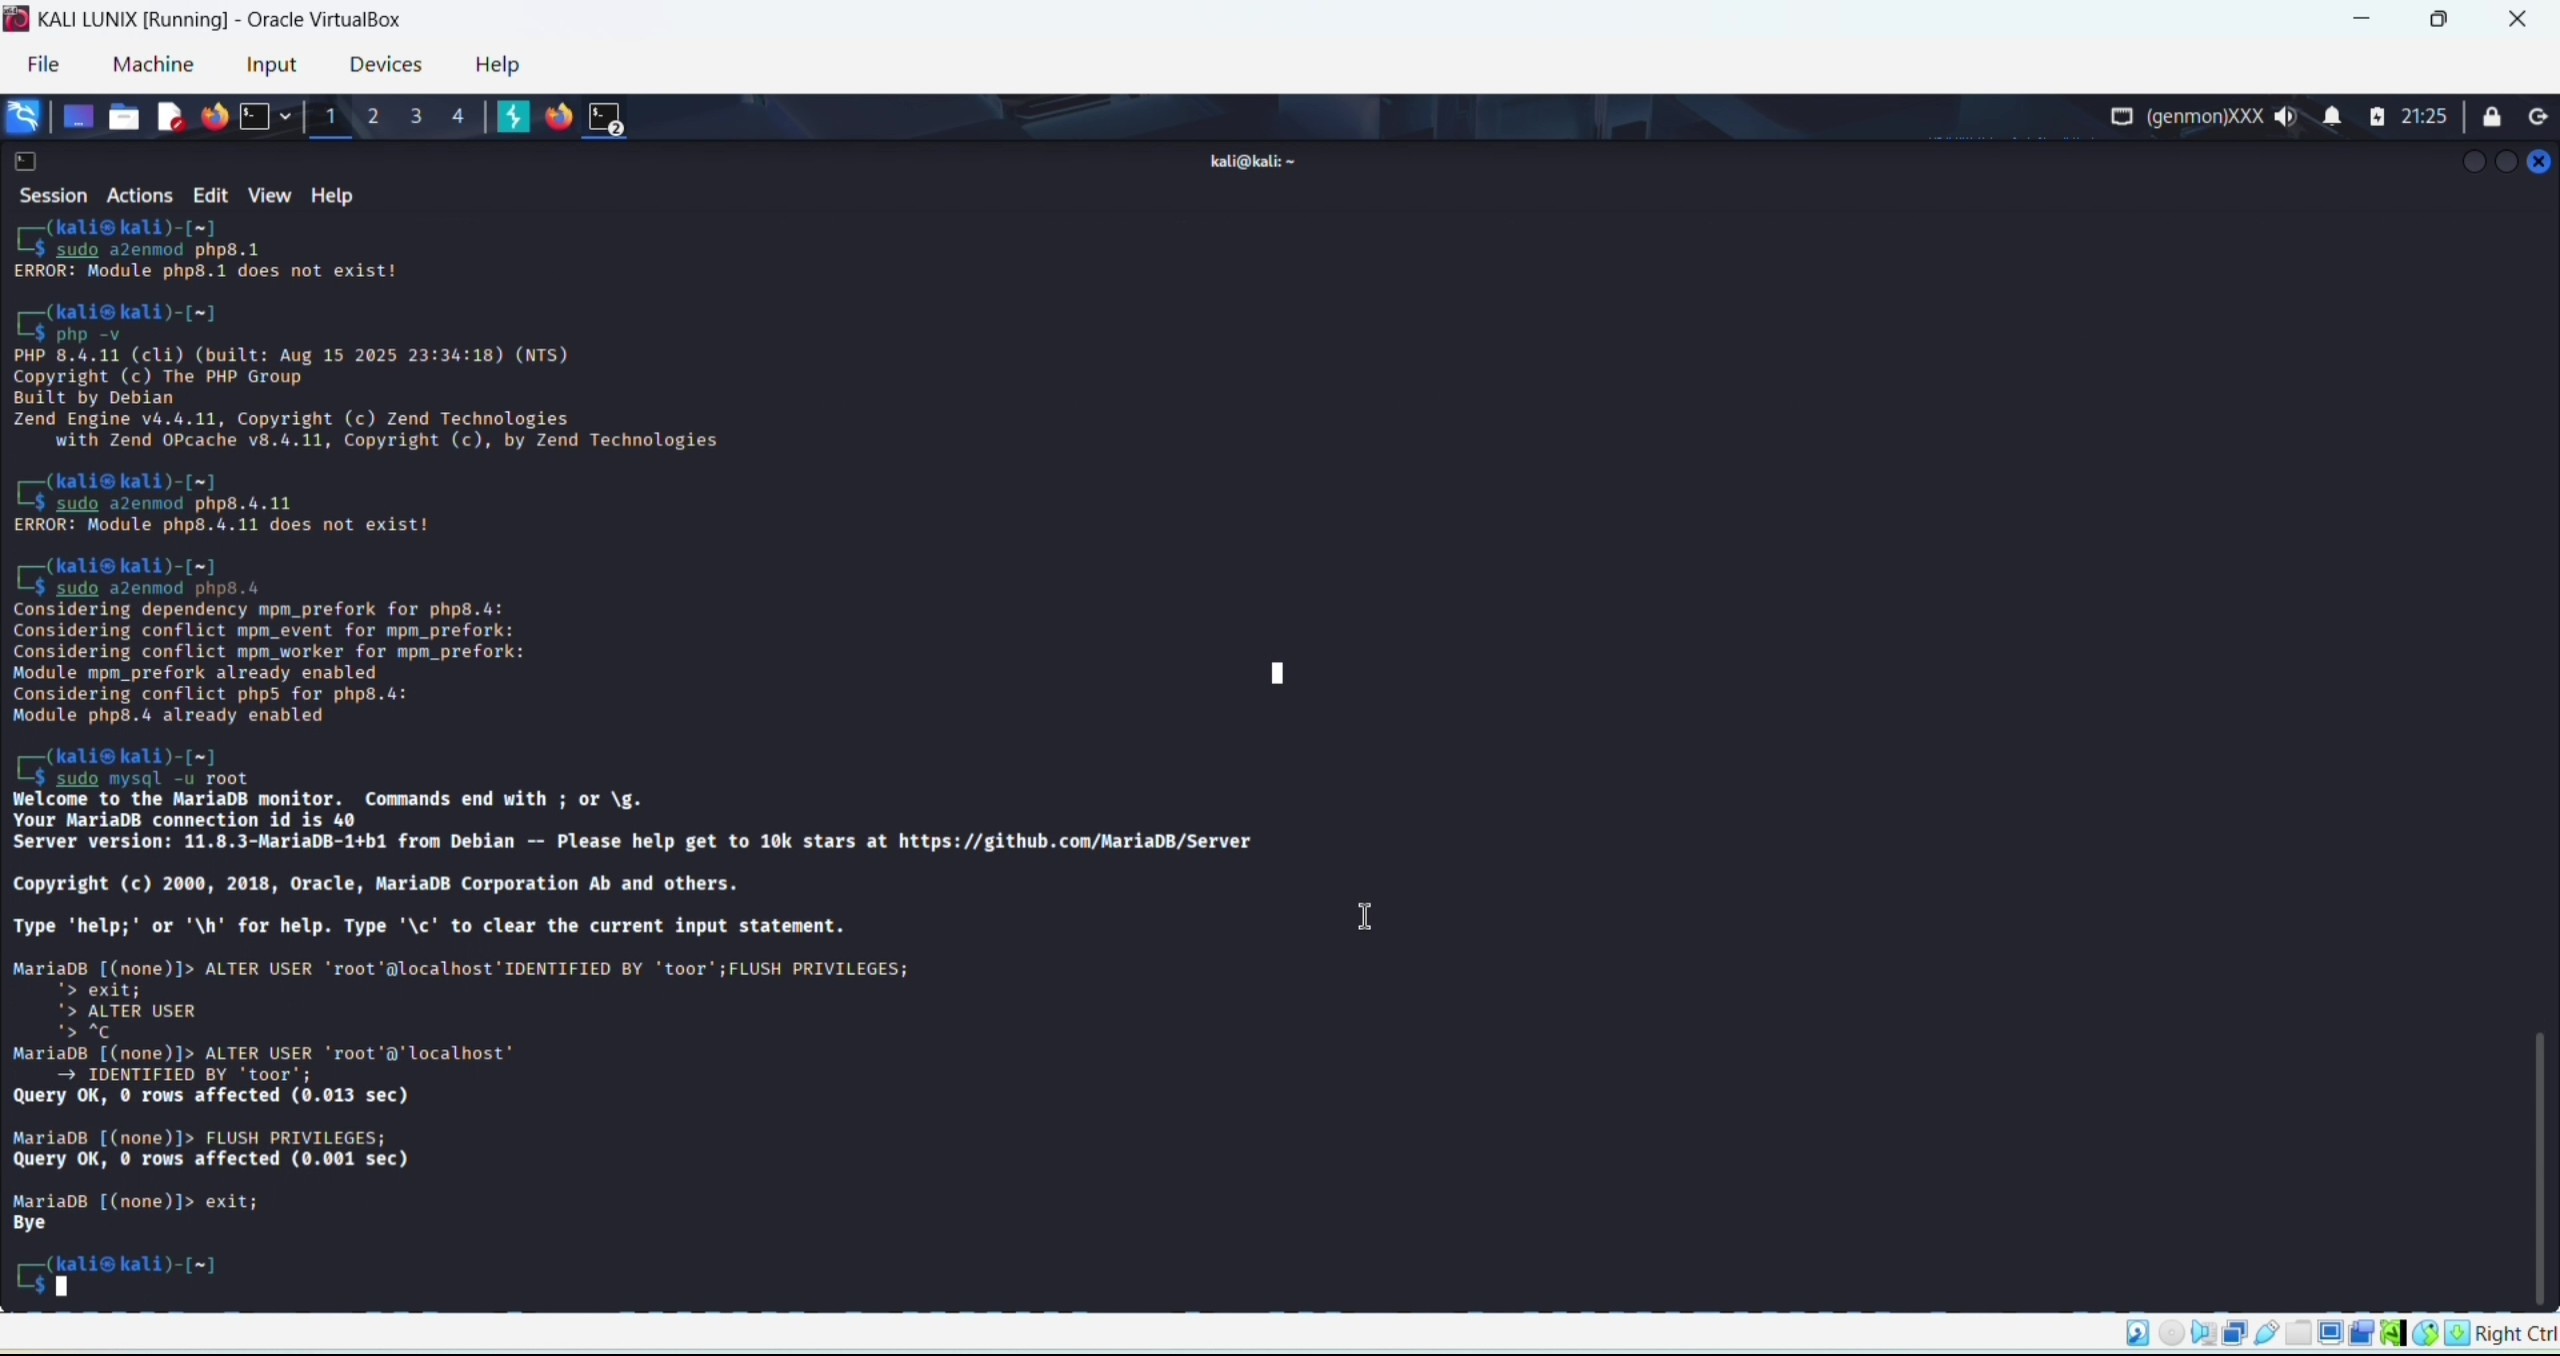 KALI LUNIX [Running] - Oracle VirtualBox
File Machine Input Devices Help
1 2 3 4 2 (genmon)XXX 21:25
kali@kali: ~
Session Actions Edit View Help
┌──(kali㉿kali)-[~]
└─$ sudo a2enmod php8.1
ERROR: Module php8.1 does not exist!
┌──(kali㉿kali)-[~]
└─$ php -v
PHP 8.4.11 (cli) (built: Aug 15 2025 23:34:18) (NTS)
Copyright (c) The PHP Group
Built by Debian
Zend Engine v4.4.11, Copyright (c) Zend Technologies
    with Zend OPcache v8.4.11, Copyright (c), by Zend Technologies
┌──(kali㉿kali)-[~]
└─$ sudo a2enmod php8.4.11
ERROR: Module php8.4.11 does not exist!
┌──(kali㉿kali)-[~]
└─$ sudo a2enmod php8.4
Considering dependency mpm_prefork for php8.4:
Considering conflict mpm_event for mpm_prefork:
Considering conflict mpm_worker for mpm_prefork:
Module mpm_prefork already enabled
Considering conflict php5 for php8.4:
Module php8.4 already enabled
┌──(kali㉿kali)-[~]
└─$ sudo mysql -u root
Welcome to the MariaDB monitor.  Commands end with ; or \g.
Your MariaDB connection id is 40
Server version: 11.8.3-MariaDB-1+b1 from Debian -- Please help get to 10k stars at https://github.com/MariaDB/Server
Copyright (c) 2000, 2018, Oracle, MariaDB Corporation Ab and others.
Type 'help;' or '\h' for help. Type '\c' to clear the current input statement.
MariaDB [(none)]> ALTER USER 'root'@localhost'IDENTIFIED BY 'toor';FLUSH PRIVILEGES;
    '> exit;
    '> ALTER USER
    '> ^C
MariaDB [(none)]> ALTER USER 'root'@'localhost'
    → IDENTIFIED BY 'toor';
Query OK, 0 rows affected (0.013 sec)
MariaDB [(none)]> FLUSH PRIVILEGES;
Query OK, 0 rows affected (0.001 sec)
MariaDB [(none)]> exit;
Bye
┌──(kali㉿kali)-[~]
└─$
Right Ctrl